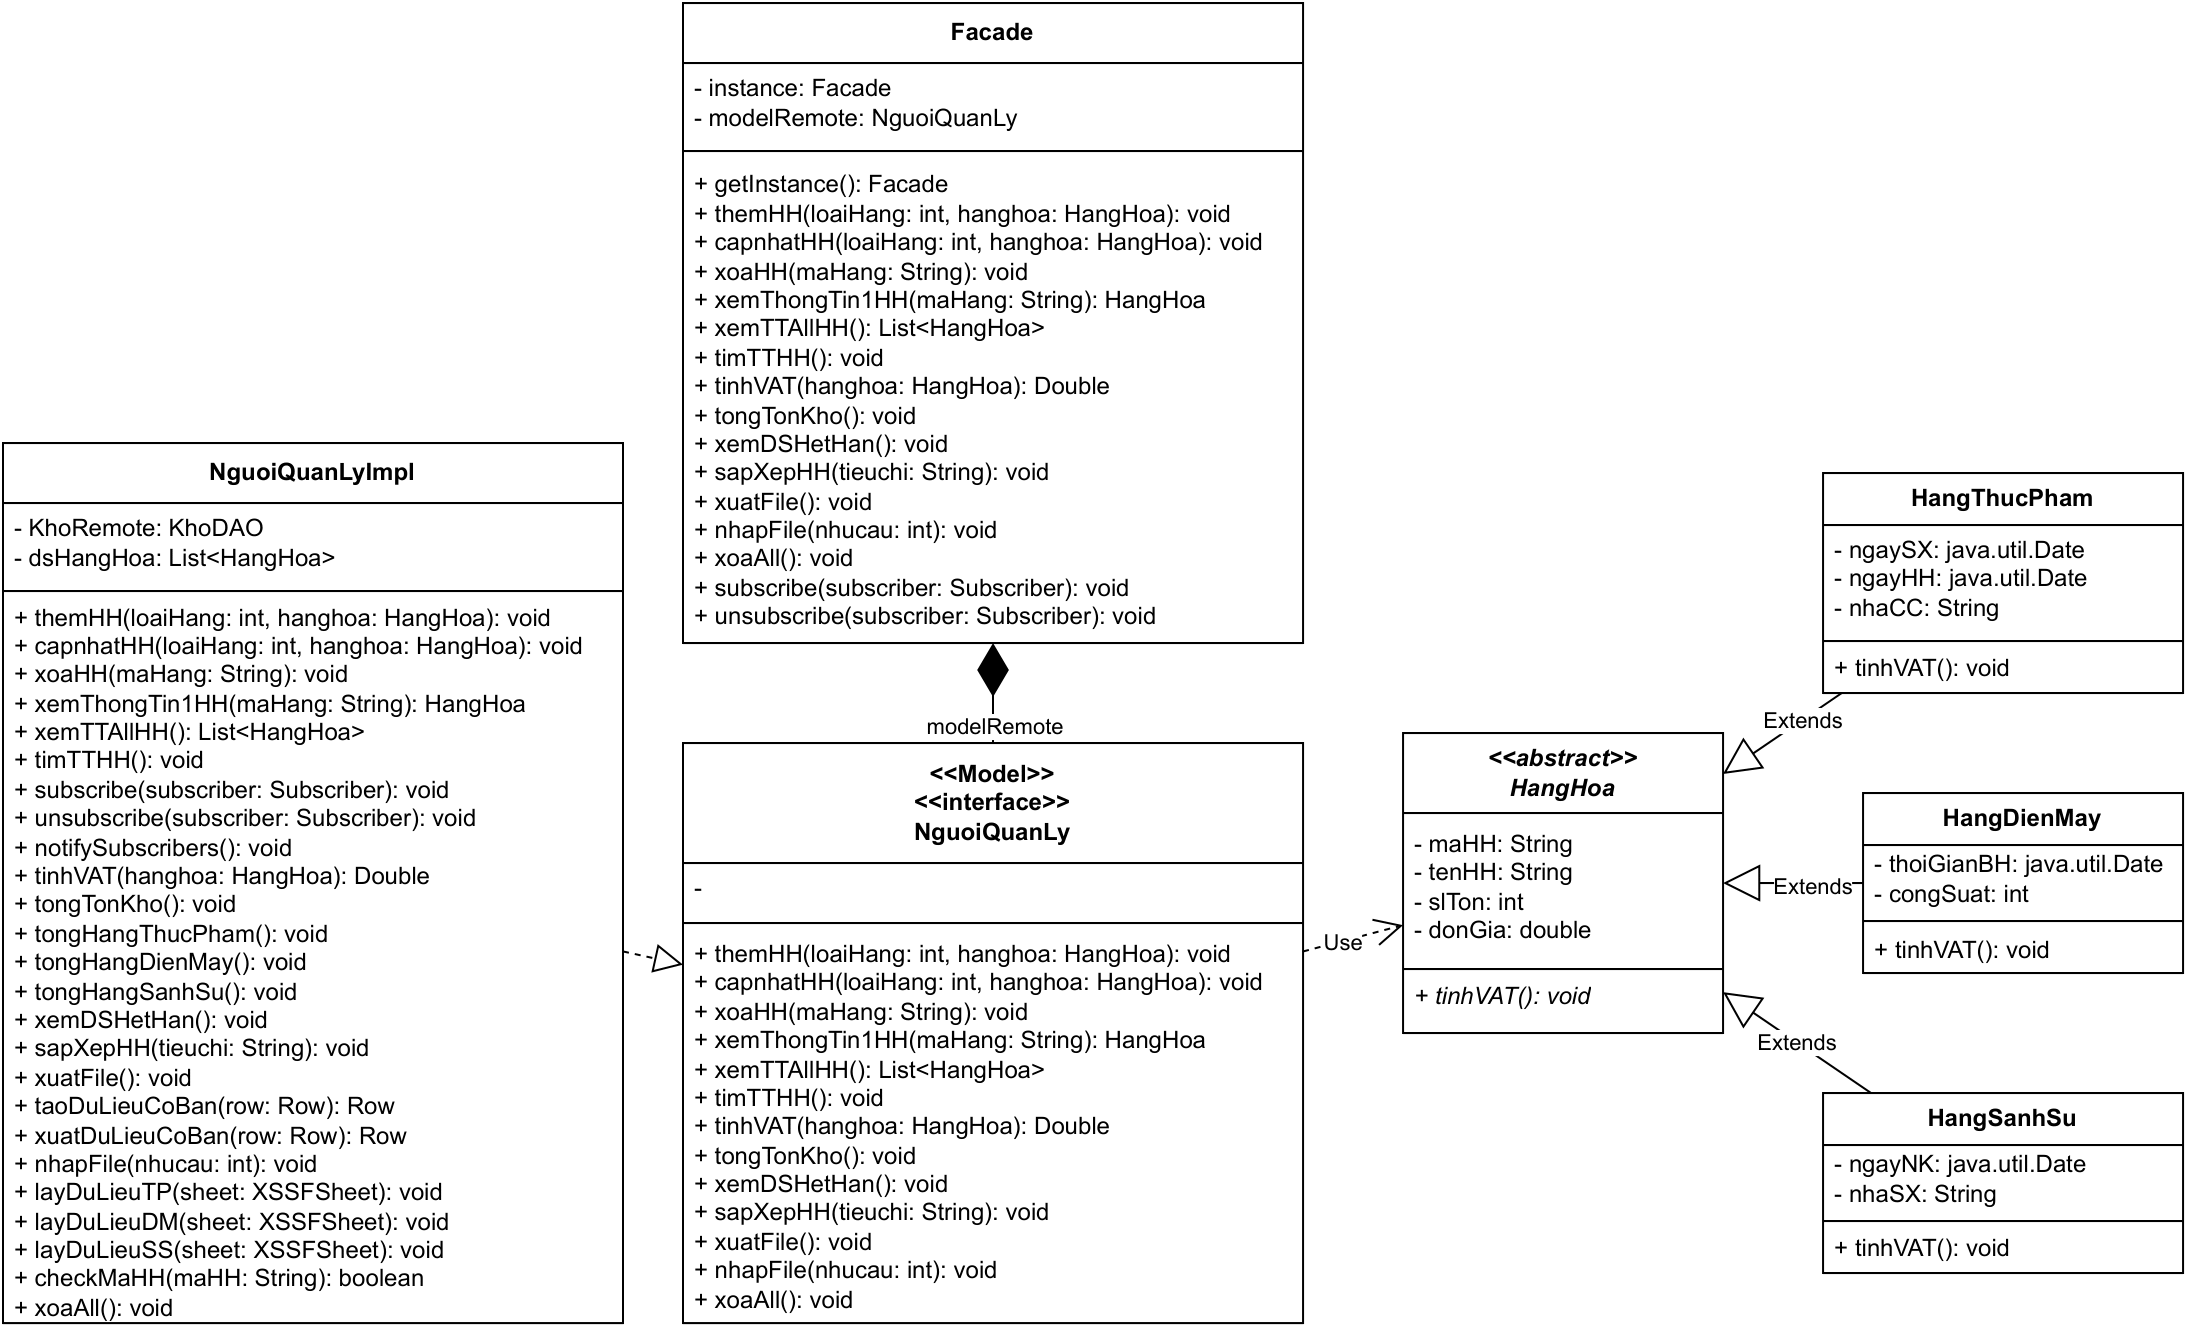 Facade
- instance: Facade
- modelRemote: NguoiQuanLy
+ getInstance(): Facade
+ themHH(loaiHang: int, hanghoa: HangHoa): void
+ capnhatHH(loaiHang: int, hanghoa: HangHoa): void
+ xoaHH(maHang: String): void
+ xemThongTin1HH(maHang: String): HangHoa
+ xemTTAllHH(): List<HangHoa>
+ timTTHH(): void
+ tinhVAT(hanghoa: HangHoa): Double
+ tongTonKho(): void
+ xemDSHetHan(): void
+ sapXepHH(tieuchi: String): void
+ xuatFile(): void
+ nhapFile(nhucau: int): void
+ xoaAll(): void
+ subscribe(subscriber: Subscriber): void
+ unsubscribe(subscriber: Subscriber): void
modelRemote
NguoiQuanLyImpl
- KhoRemote: KhoDAO
- dsHangHoa: List<HangHoa>
+ themHH(loaiHang: int, hanghoa: HangHoa): void
+ capnhatHH(loaiHang: int, hanghoa: HangHoa): void
+ xoaHH(maHang: String): void
+ xemThongTin1HH(maHang: String): HangHoa
+ xemTTAllHH(): List<HangHoa>
+ timTTHH(): void
+ subscribe(subscriber: Subscriber): void
+ unsubscribe(subscriber: Subscriber): void
+ notifySubscribers(): void
+ tinhVAT(hanghoa: HangHoa): Double
+ tongTonKho(): void
+ tongHangThucPham(): void
+ tongHangDienMay(): void
+ tongHangSanhSu(): void
+ xemDSHetHan(): void
+ sapXepHH(tieuchi: String): void
+ xuatFile(): void
+ taoDuLieuCoBan(row: Row): Row
+ xuatDuLieuCoBan(row: Row): Row
+ nhapFile(nhucau: int): void
+ layDuLieuTP(sheet: XSSFSheet): void
+ layDuLieuDM(sheet: XSSFSheet): void
+ layDuLieuSS(sheet: XSSFSheet): void
+ checkMaHH(maHH: String): boolean
+ xoaAll(): void
<<Model>>
<<interface>>
NguoiQuanLy
-
+ themHH(loaiHang: int, hanghoa: HangHoa): void
+ capnhatHH(loaiHang: int, hanghoa: HangHoa): void
+ xoaHH(maHang: String): void
+ xemThongTin1HH(maHang: String): HangHoa
+ xemTTAllHH(): List<HangHoa>
+ timTTHH(): void
+ tinhVAT(hanghoa: HangHoa): Double
+ tongTonKho(): void
+ xemDSHetHan(): void
+ sapXepHH(tieuchi: String): void
+ xuatFile(): void
+ nhapFile(nhucau: int): void
+ xoaAll(): void
Use
<<abstract>>
HangHoa
- maHH: String
- tenHH: String
- slTon: int
- donGia: double
+ tinhVAT(): void
HangThucPham
- ngaySX: java.util.Date
- ngayHH: java.util.Date
- nhaCC: String
+ tinhVAT(): void
Extends
HangDienMay
- thoiGianBH: java.util.Date
- congSuat: int
+ tinhVAT(): void
Extends
Extends
HangSanhSu
- ngayNK: java.util.Date
- nhaSX: String
+ tinhVAT(): void